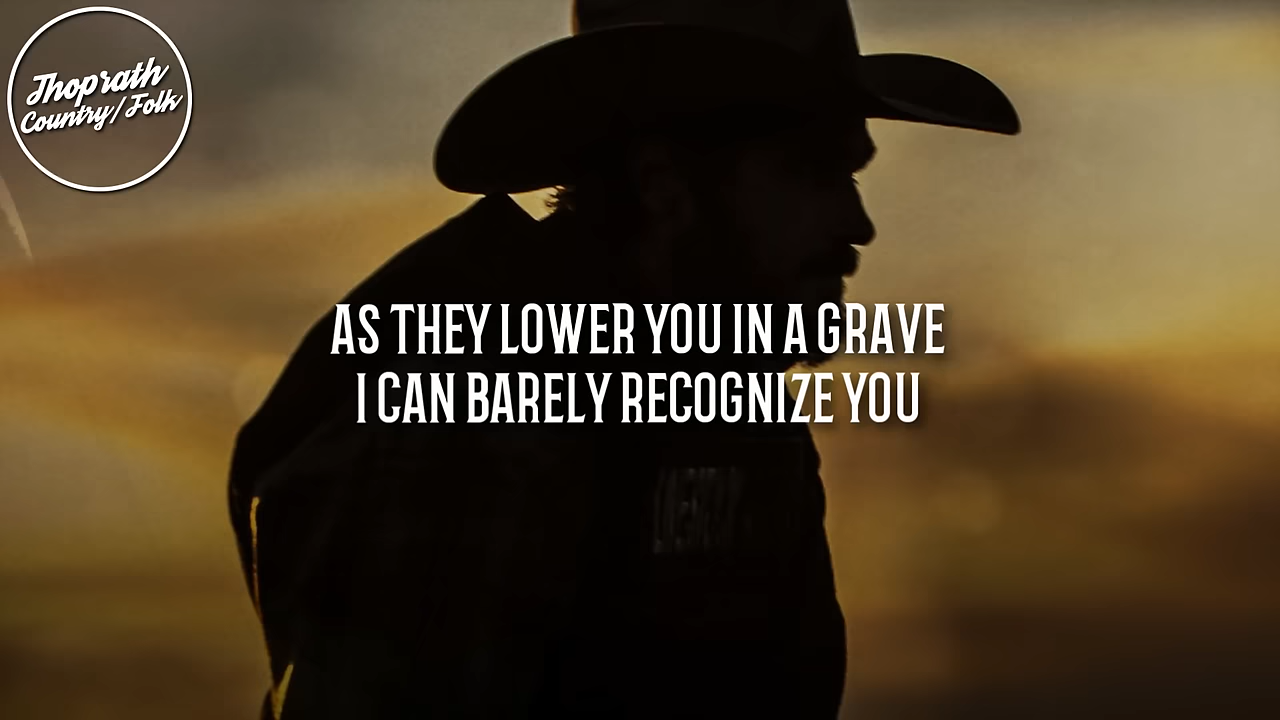 Jhoprath
Country/Folk
AS THEY LOWER YOU IN A GRAVE
I CAN BARELY RECOGNIZE YOU